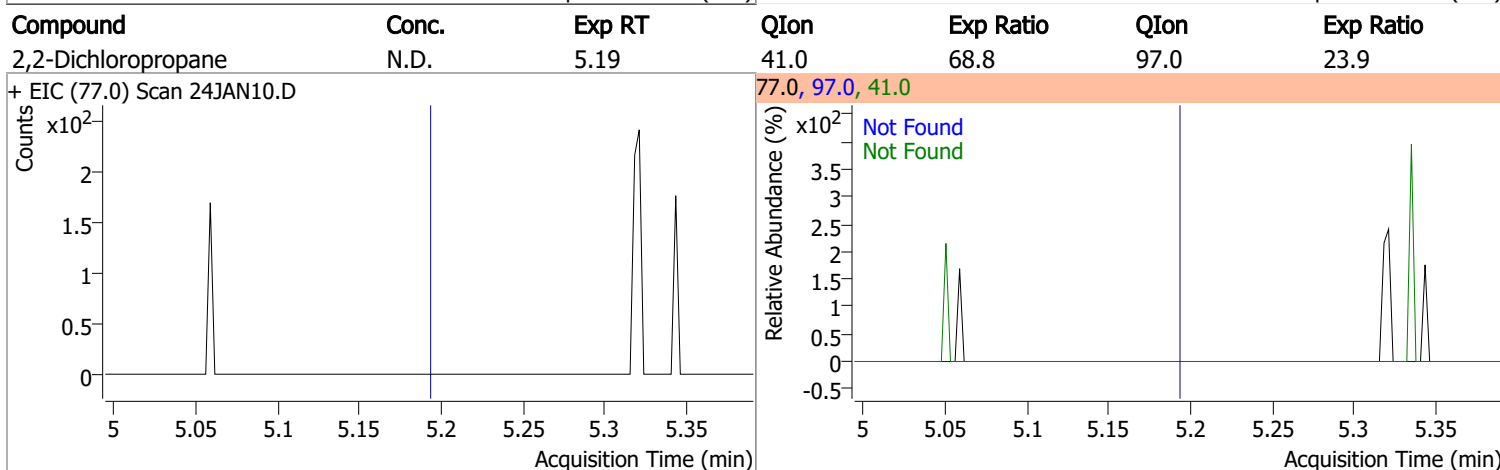 Compound Conc. Exp RT QIon Exp Ratio QIon Exp Ratio
2,2-Dichloropropane N.D. 5.19 41.0 68.8 97.0 23.9
+ EIC (77.0) Scan 24JAN10.D
Counts
x10²
2
1.5
1
0.5
0
5 5.05 5.1 5.15 5.2 5.25 5.3 5.35
Acquisition Time (min)
77.0, 97.0, 41.0
Relative Abundance (%)
x10²
Not Found
Not Found
3.5
3
2.5
2
1.5
1
0.5
0
-0.5
5 5.05 5.1 5.15 5.2 5.25 5.3 5.35
Acquisition Time (min)